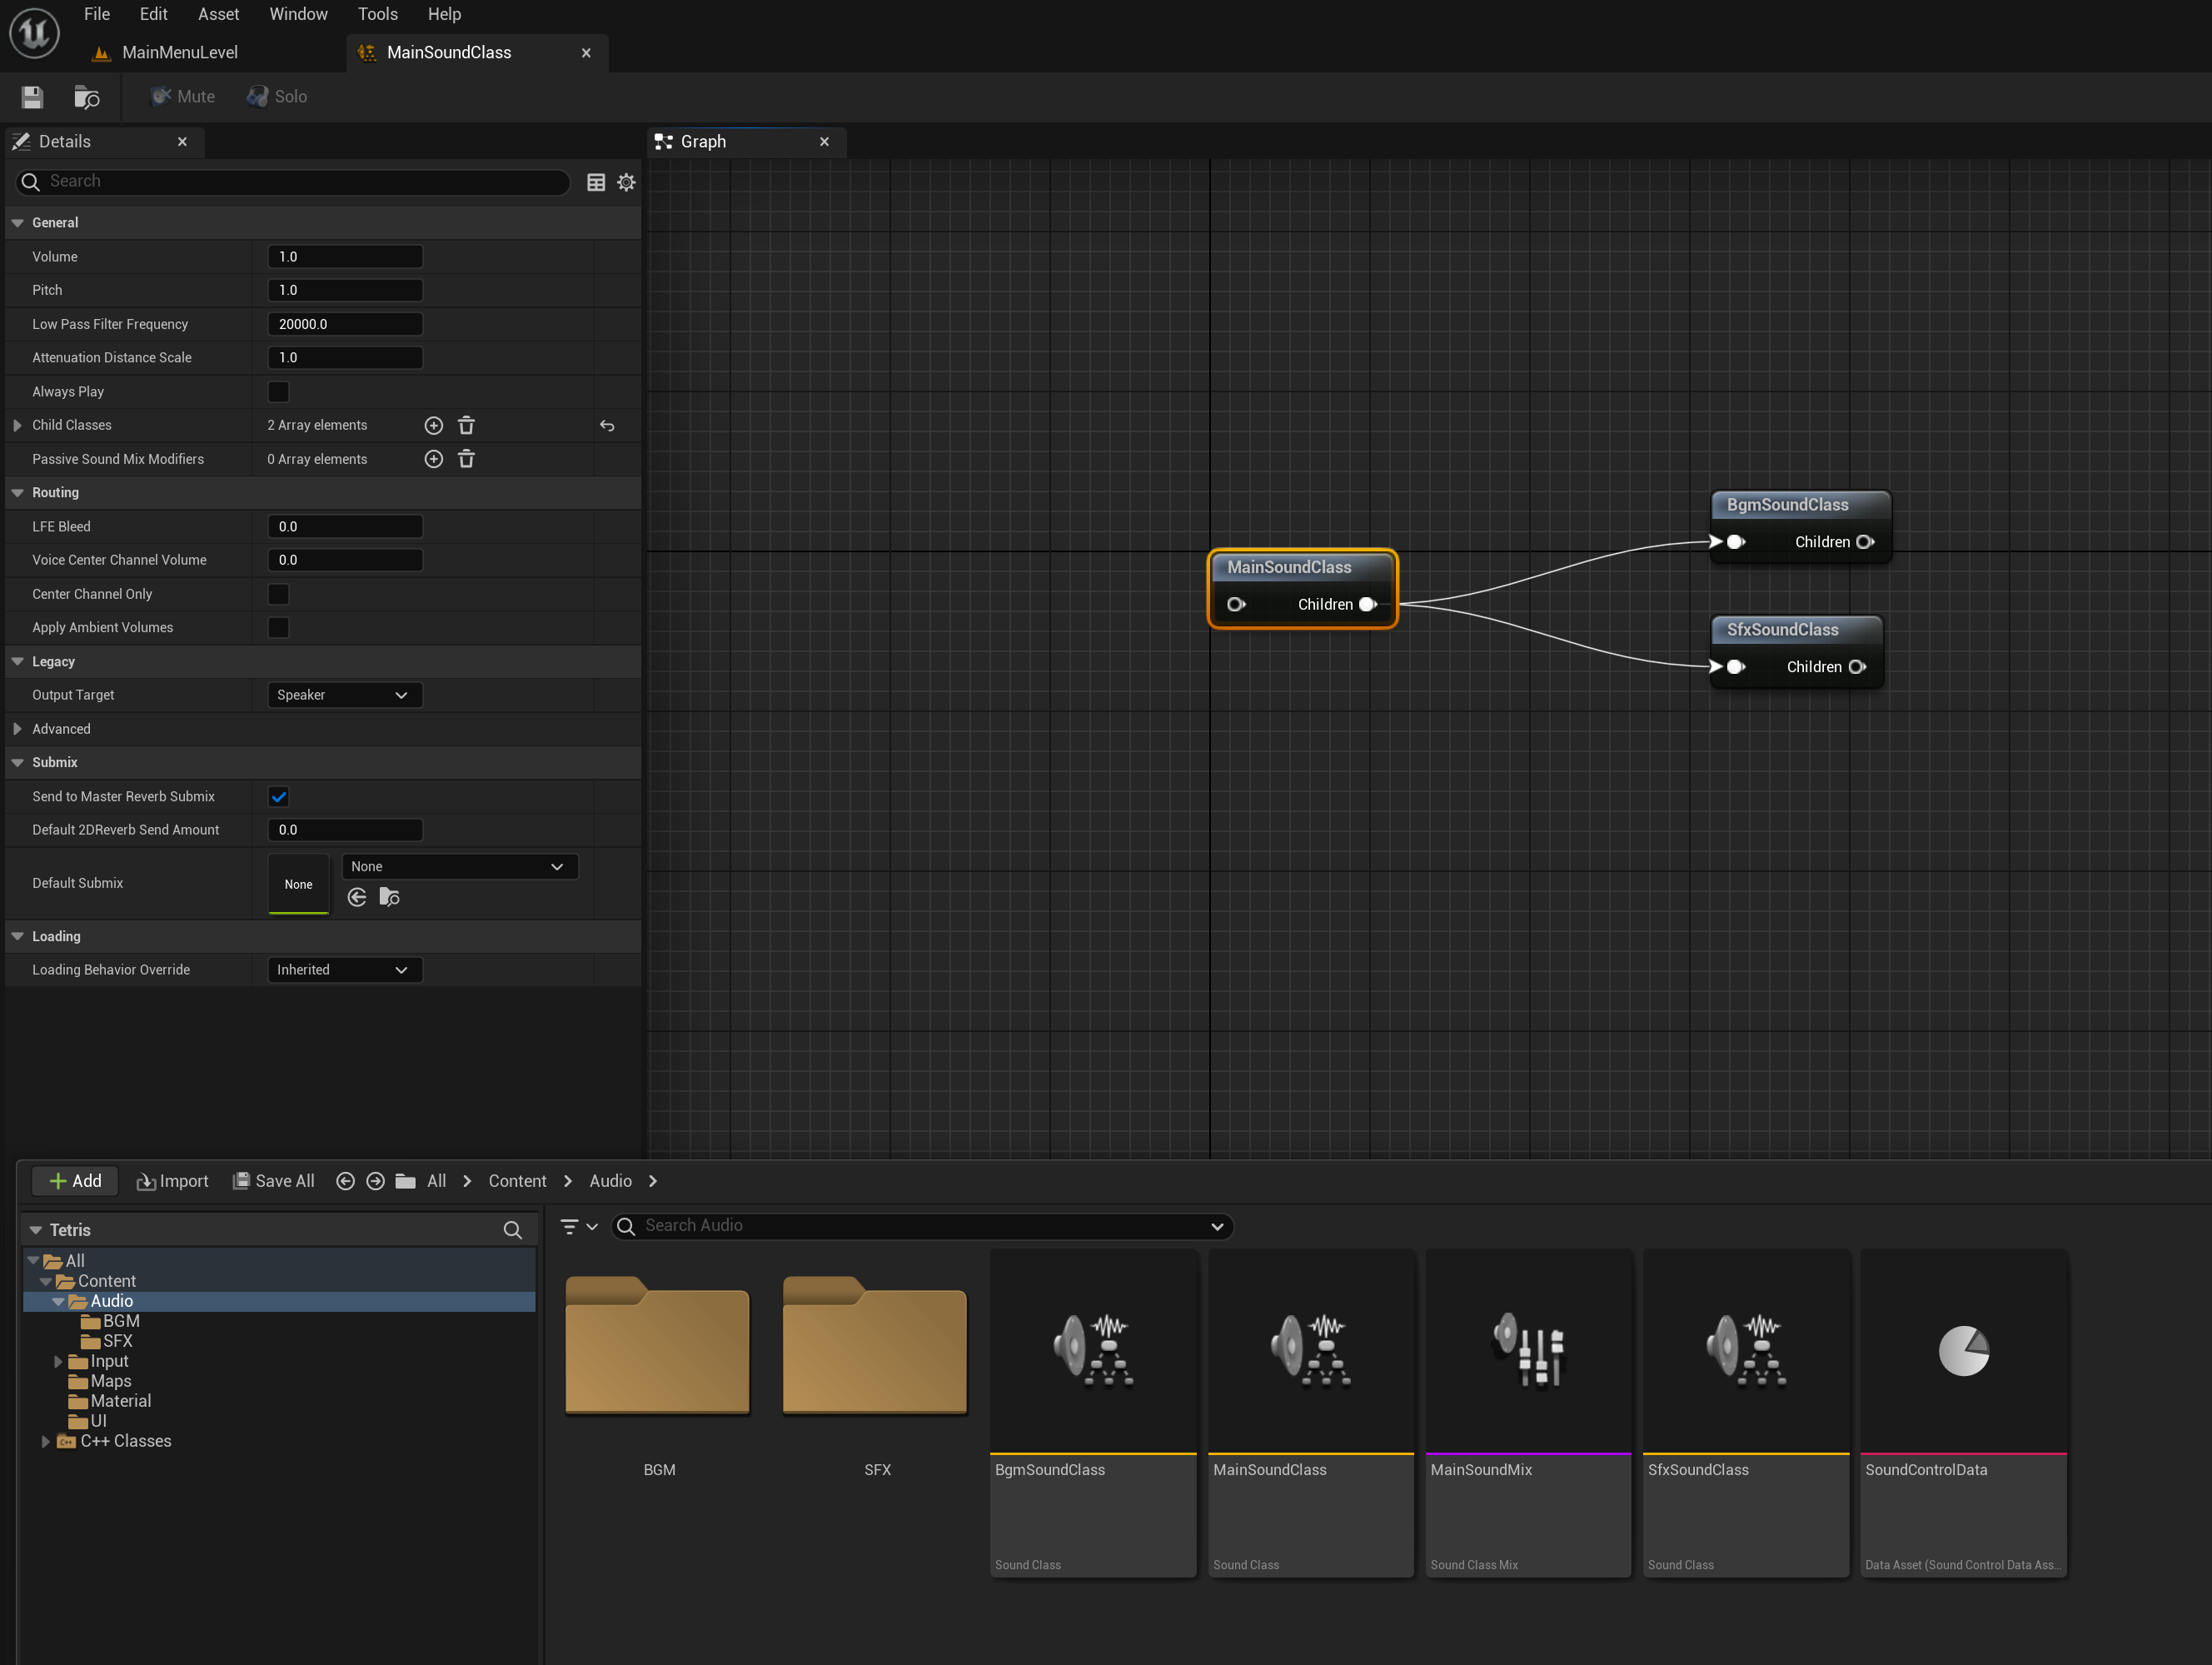 File Edit Asset Window Tools Help
MainMenuLevel MainSoundClass
Mute Solo
Details
Search
General
Volume 1.0
Pitch 1.0
Low Pass Filter Frequency 20000.0
Attenuation Distance Scale 1.0
Always Play
Child Classes 2 Array elements
Passive Sound Mix Modifiers 0 Array elements
Routing
LFE Bleed 0.0
Voice Center Channel Volume 0.0
Center Channel Only
Apply Ambient Volumes
Legacy
Output Target Speaker
Advanced
Submix
Send to Master Reverb Submix
Default 2DReverb Send Amount 0.0
Default Submix None None
Loading
Loading Behavior Override Inherited
Graph
MainSoundClass
Children
BgmSoundClass
Children
SfxSoundClass
Children
Add Import Save All All Content Audio
Tetris
All
Content
Audio
BGM
SFX
Input
Maps
Material
UI
C++ Classes
Search Audio
BGM
SFX
BgmSoundClass
Sound Class
MainSoundClass
Sound Class
MainSoundMix
Sound Class Mix
SfxSoundClass
Sound Class
SoundControlData
Data Asset (Sound Control Data Ass...